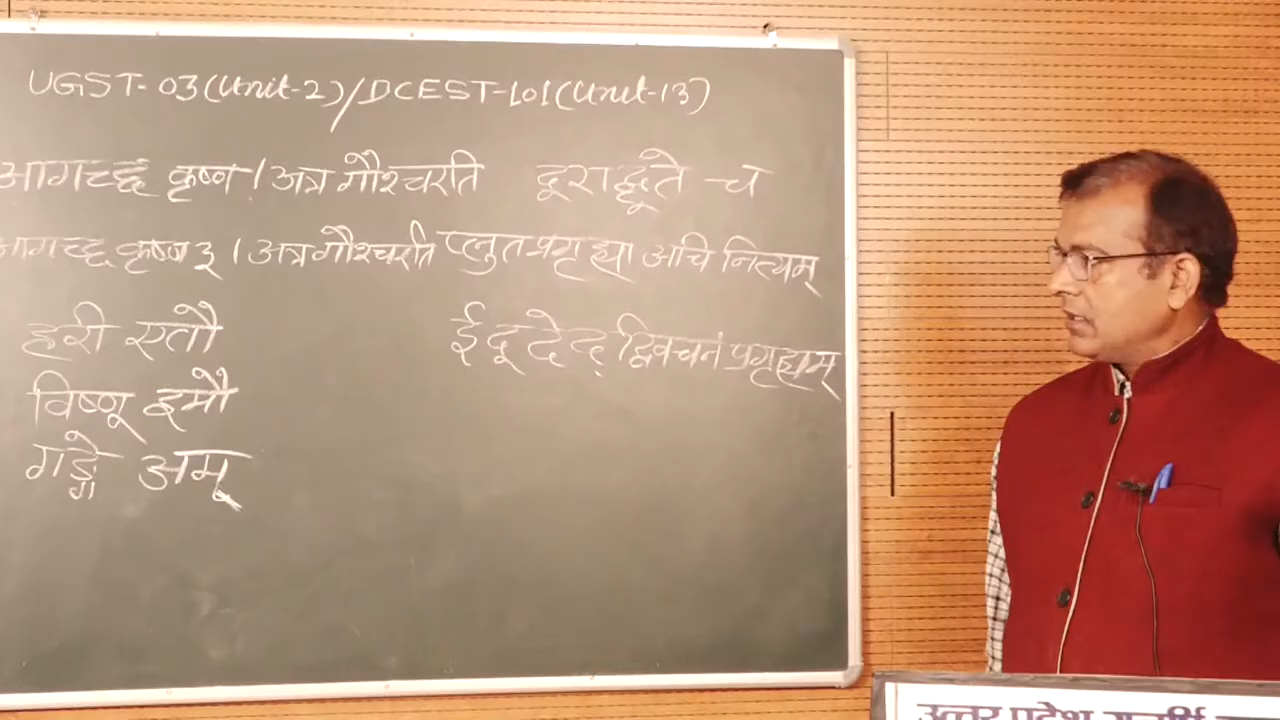 UGST-03(Unit-2)/DCEST-101(Unit-13)
आगच्छ कृष्ण।अत्र गौश्चरति दूराद्धूते च
आगच्छ कृष्ण३।अत्र गौश्चरति प्लुतप्रगृह्या अचि नित्यम्
हरी एतौ ईदूदेद् द्विवचनं प्रगृह्यम्
विष्णू इमौ
गङ्गे अमू
उत्तर प्रदेश राजर्षि